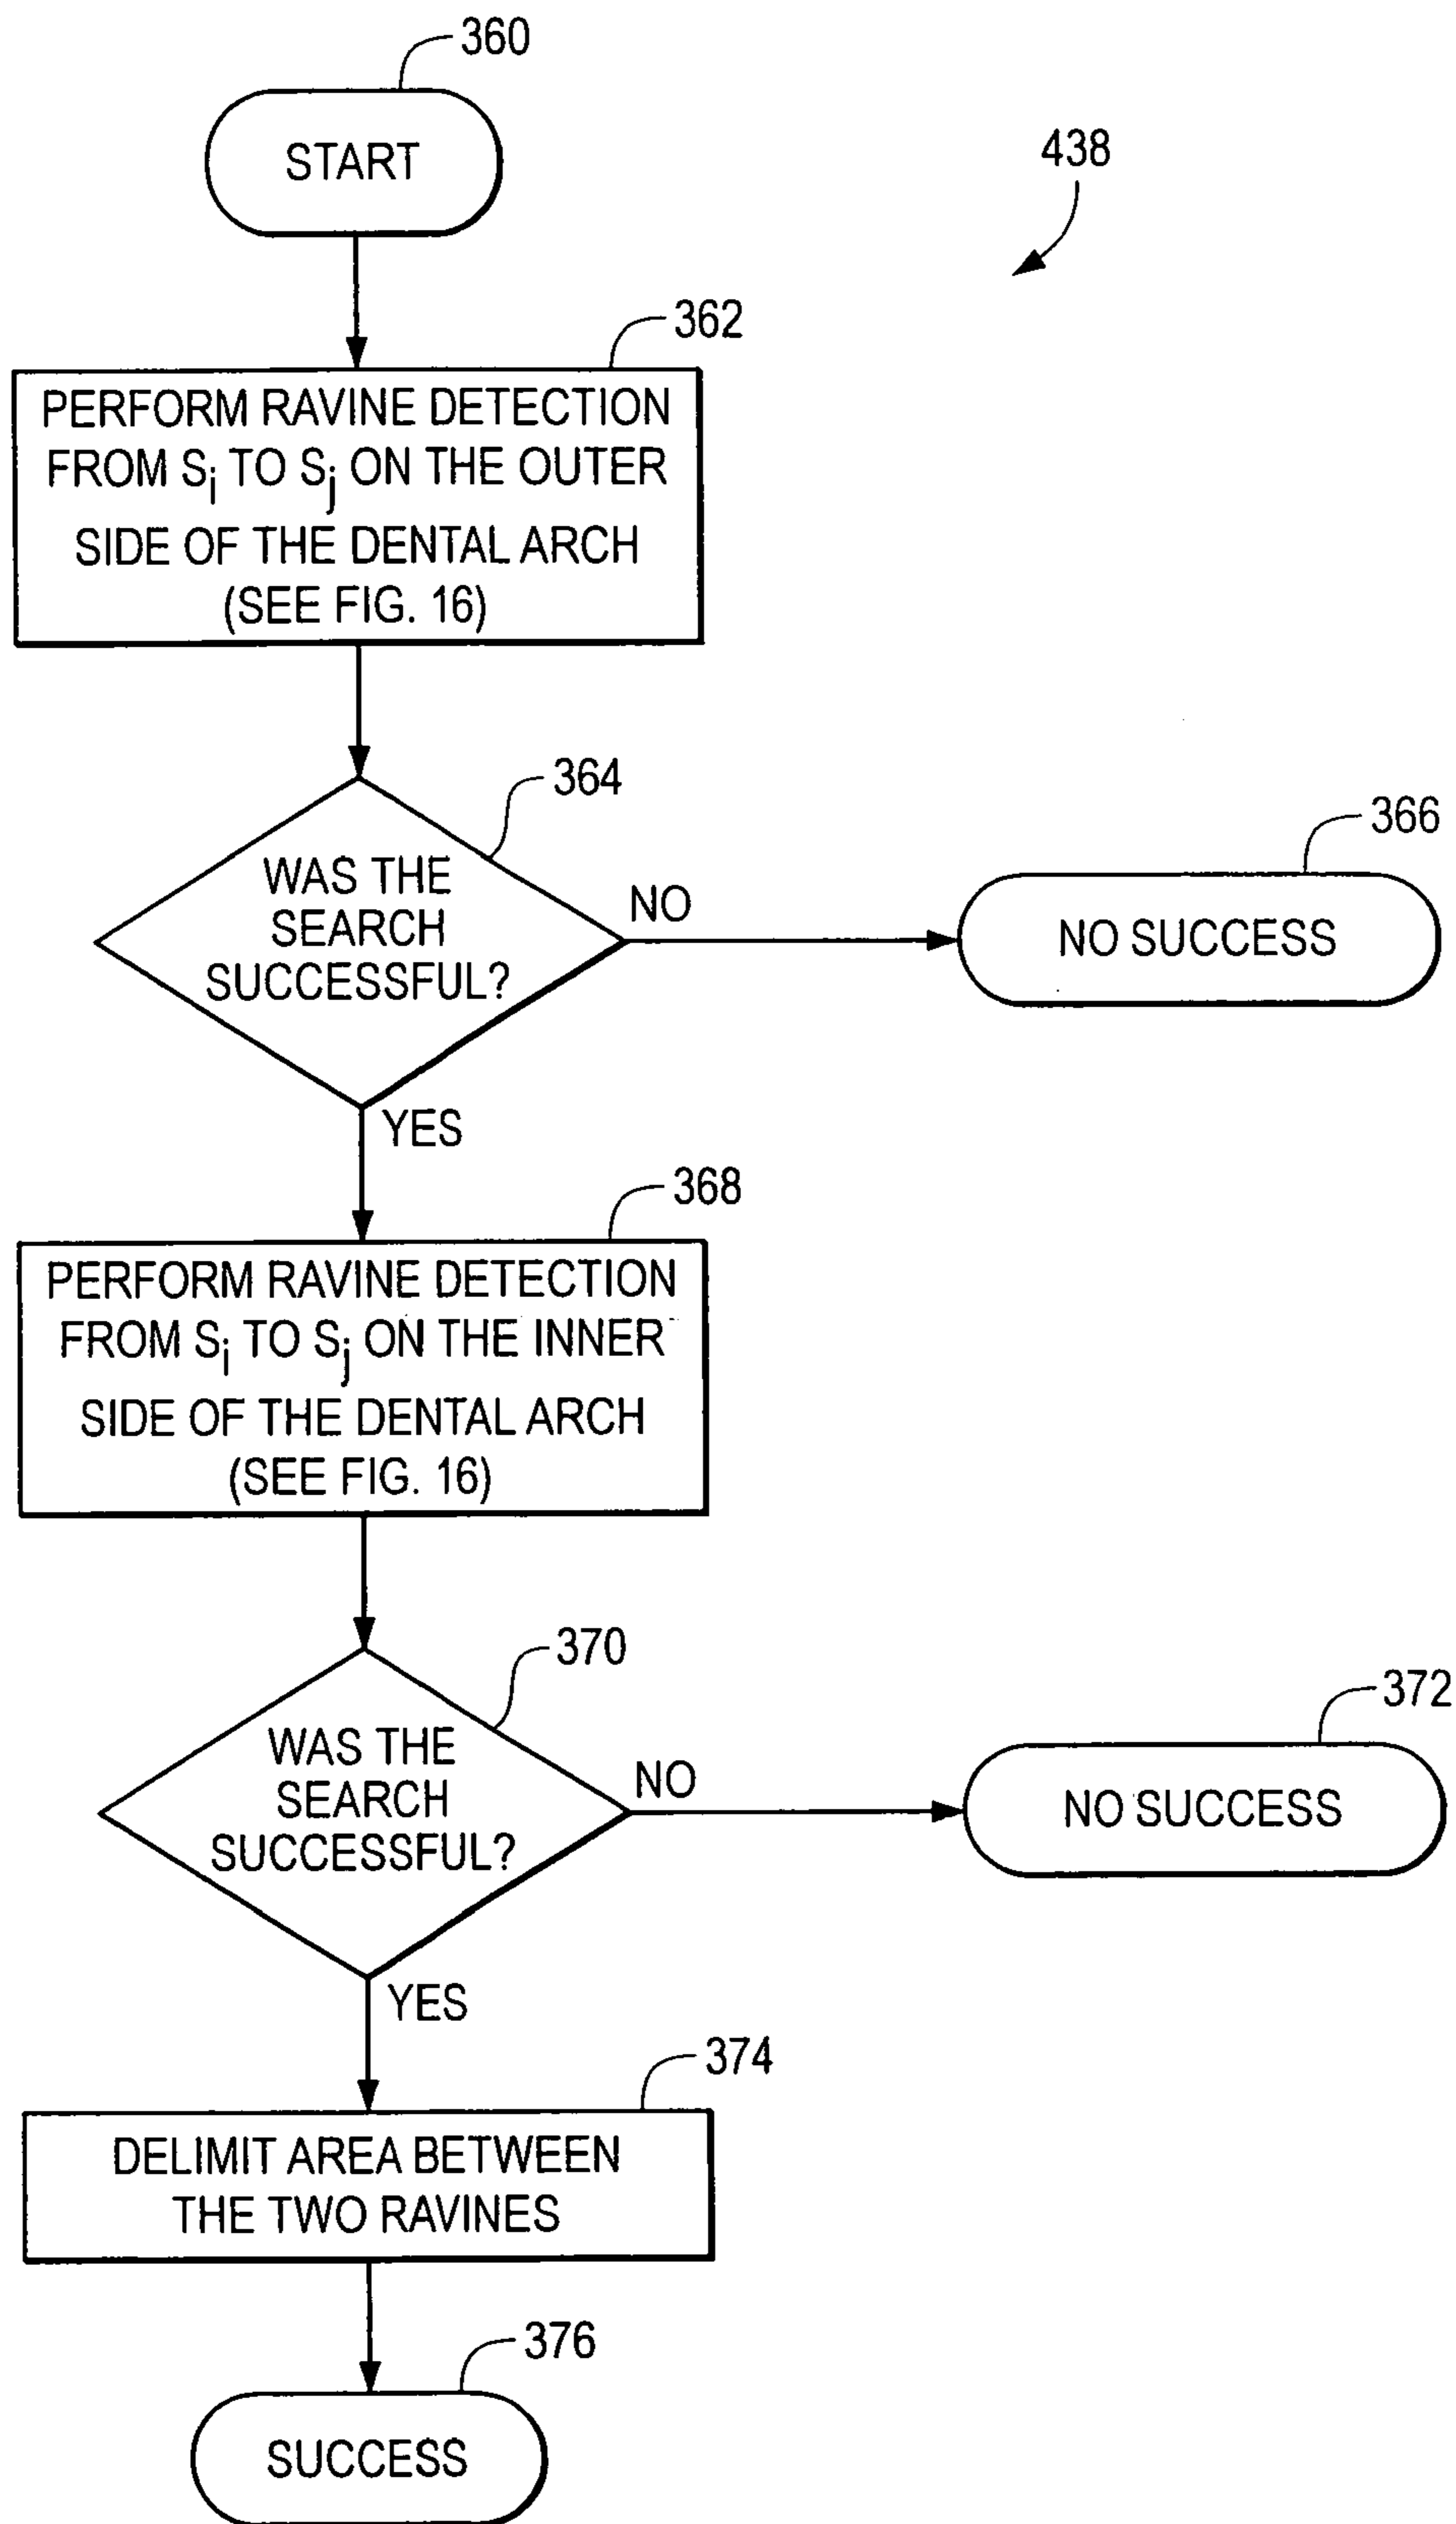 360
START
438
362
PERFORM RAVINE DETECTION
FROM Si TO Sj ON THE OUTER
SIDE OF THE DENTAL ARCH
(SEE FIG. 16)
364
WAS THE
SEARCH
SUCCESSFUL?
NO
366
NO SUCCESS
YES
368
PERFORM RAVINE DETECTION
FROM Si TO Sj ON THE INNER
SIDE OF THE DENTAL ARCH
(SEE FIG. 16)
370
WAS THE
SEARCH
SUCCESSFUL?
NO
372
NO SUCCESS
YES
374
DELIMIT AREA BETWEEN
THE TWO RAVINES
376
SUCCESS